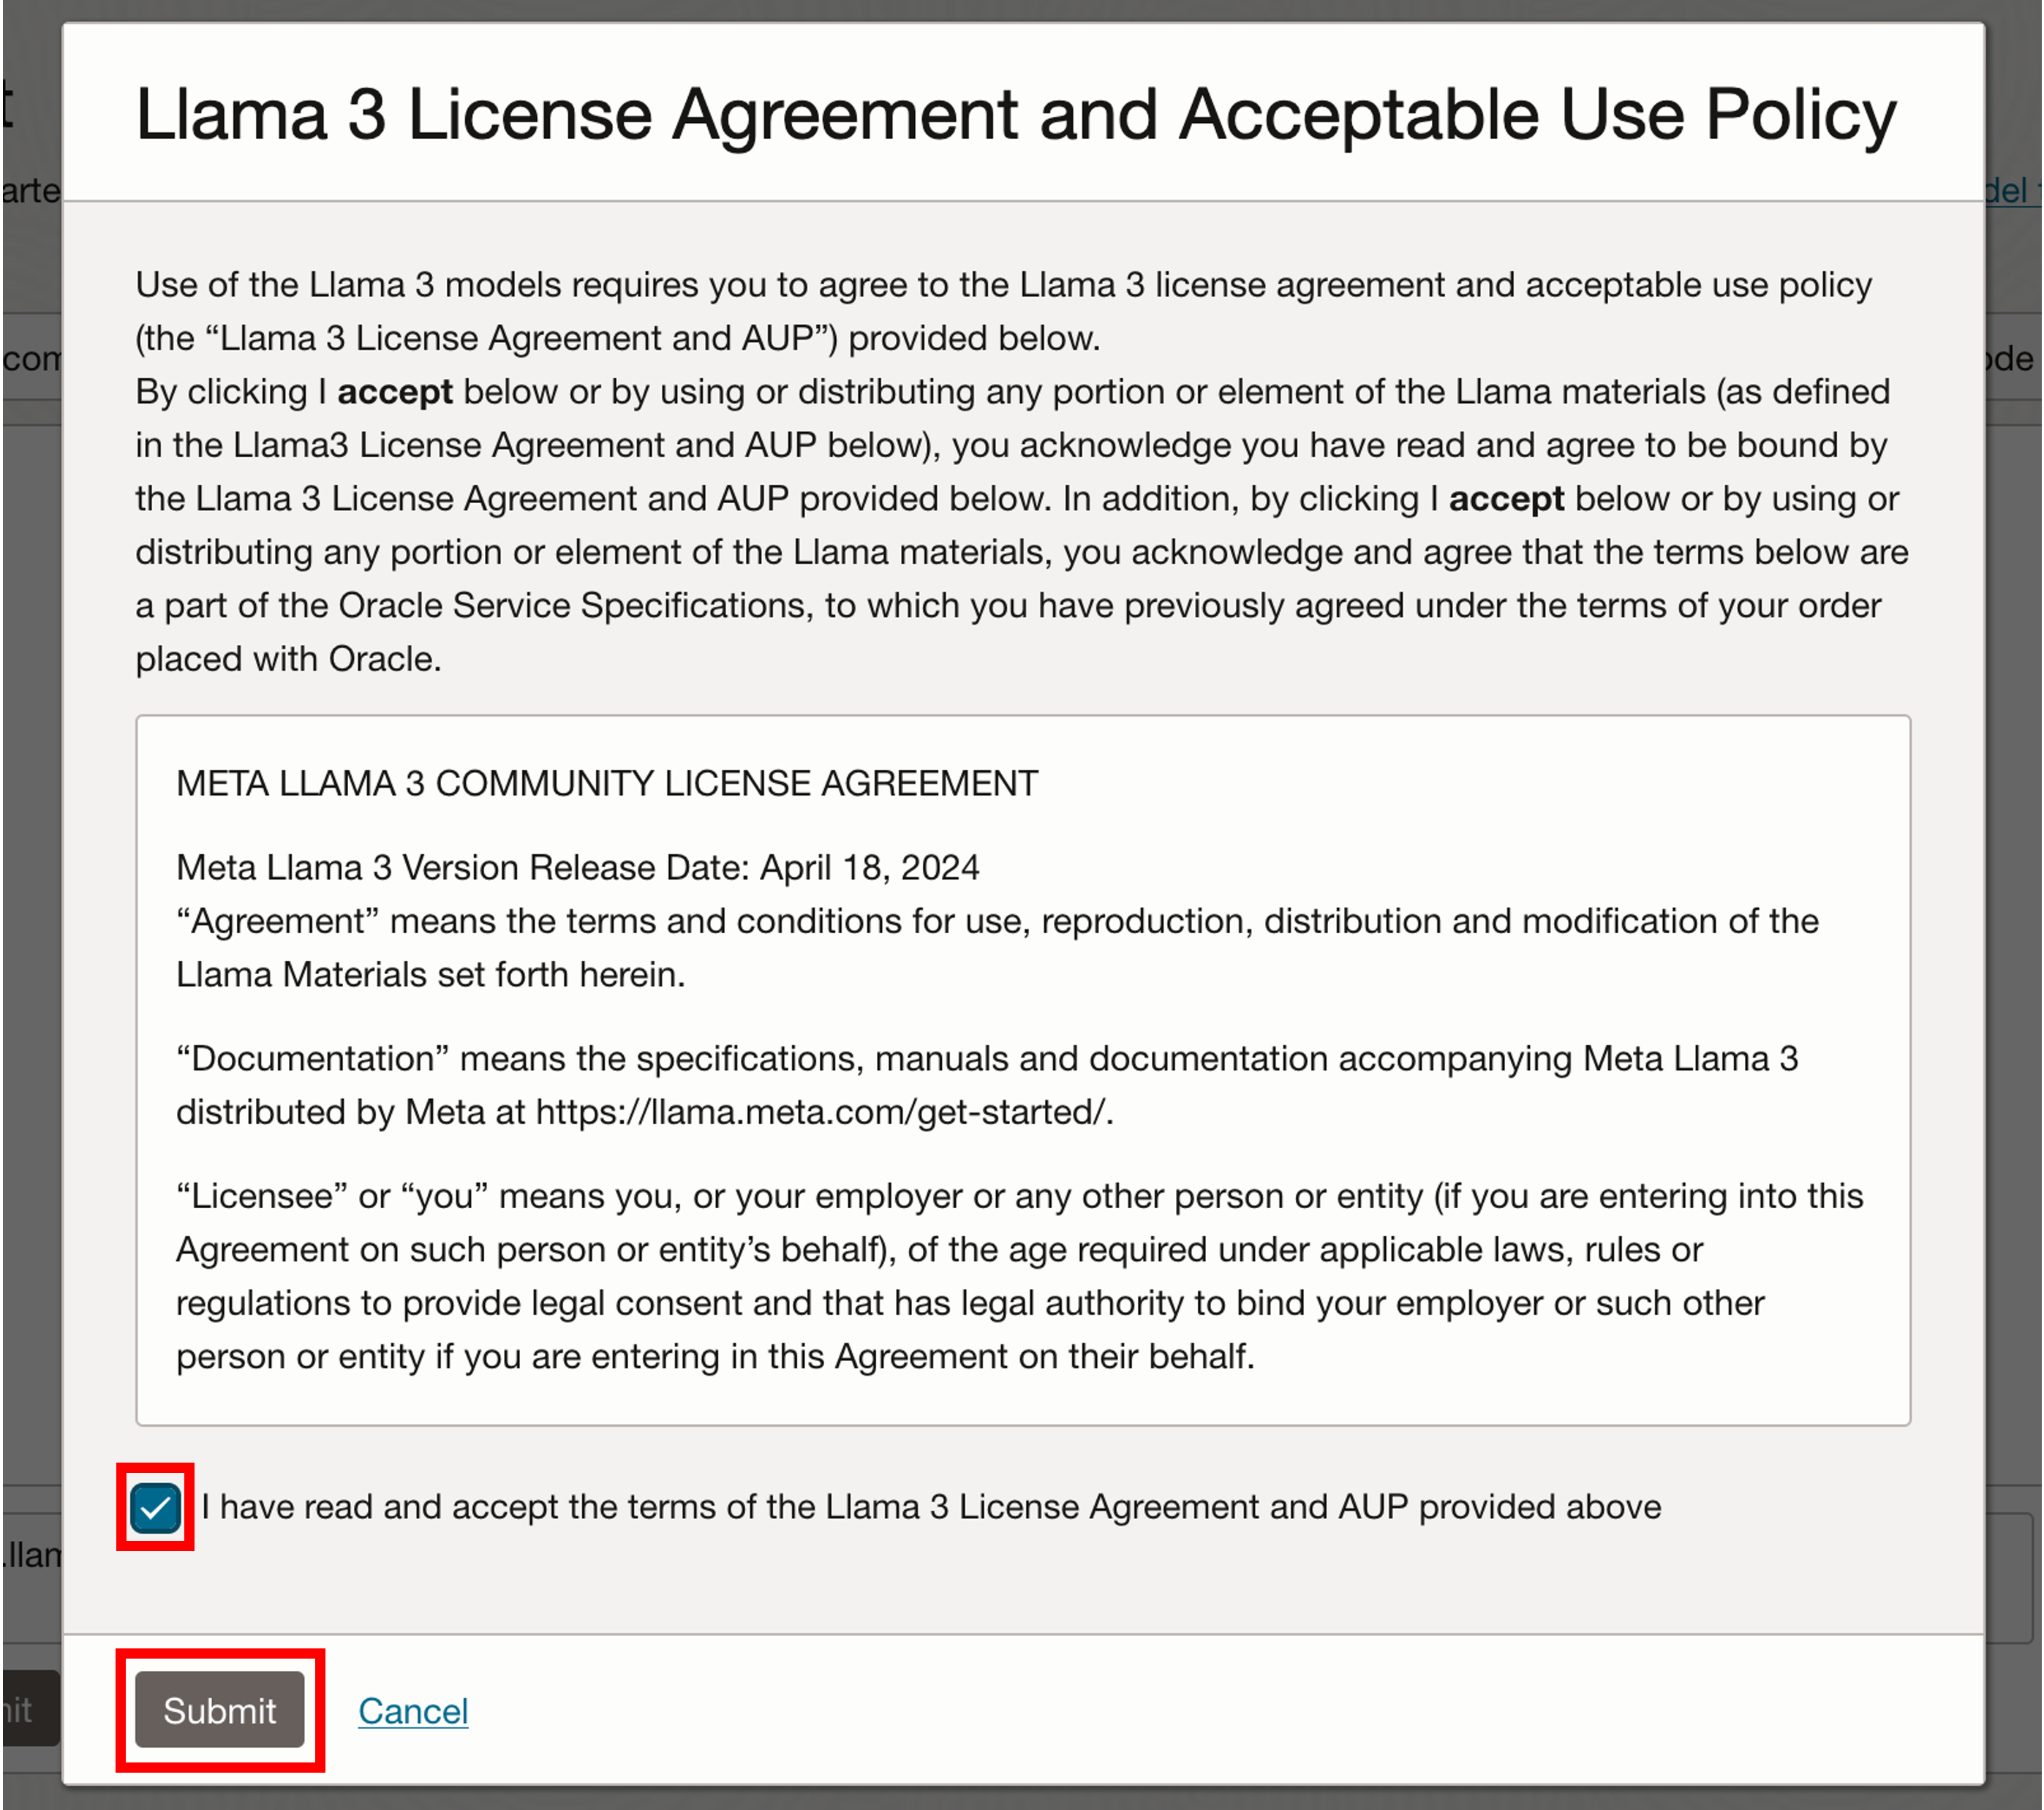 Llama 3 License Agreement and Acceptable Use Policy
Use of the Llama 3 models requires you to agree to the Llama 3 license agreement and acceptable use policy
(the “Llama 3 License Agreement and AUP”) provided below.
By clicking I accept below or by using or distributing any portion or element of the Llama materials (as defined
in the Llama3 License Agreement and AUP below), you acknowledge you have read and agree to be bound by
the Llama 3 License Agreement and AUP provided below. In addition, by clicking I accept below or by using or
distributing any portion or element of the Llama materials, you acknowledge and agree that the terms below are
a part of the Oracle Service Specifications, to which you have previously agreed under the terms of your order
placed with Oracle.
META LLAMA 3 COMMUNITY LICENSE AGREEMENT
Meta Llama 3 Version Release Date: April 18, 2024
“Agreement” means the terms and conditions for use, reproduction, distribution and modification of the
Llama Materials set forth herein.
“Documentation” means the specifications, manuals and documentation accompanying Meta Llama 3
distributed by Meta at https://llama.meta.com/get-started/.
“Licensee” or “you” means you, or your employer or any other person or entity (if you are entering into this
Agreement on such person or entity’s behalf), of the age required under applicable laws, rules or
regulations to provide legal consent and that has legal authority to bind your employer or such other
person or entity if you are entering in this Agreement on their behalf.
I have read and accept the terms of the Llama 3 License Agreement and AUP provided above
Submit Cancel